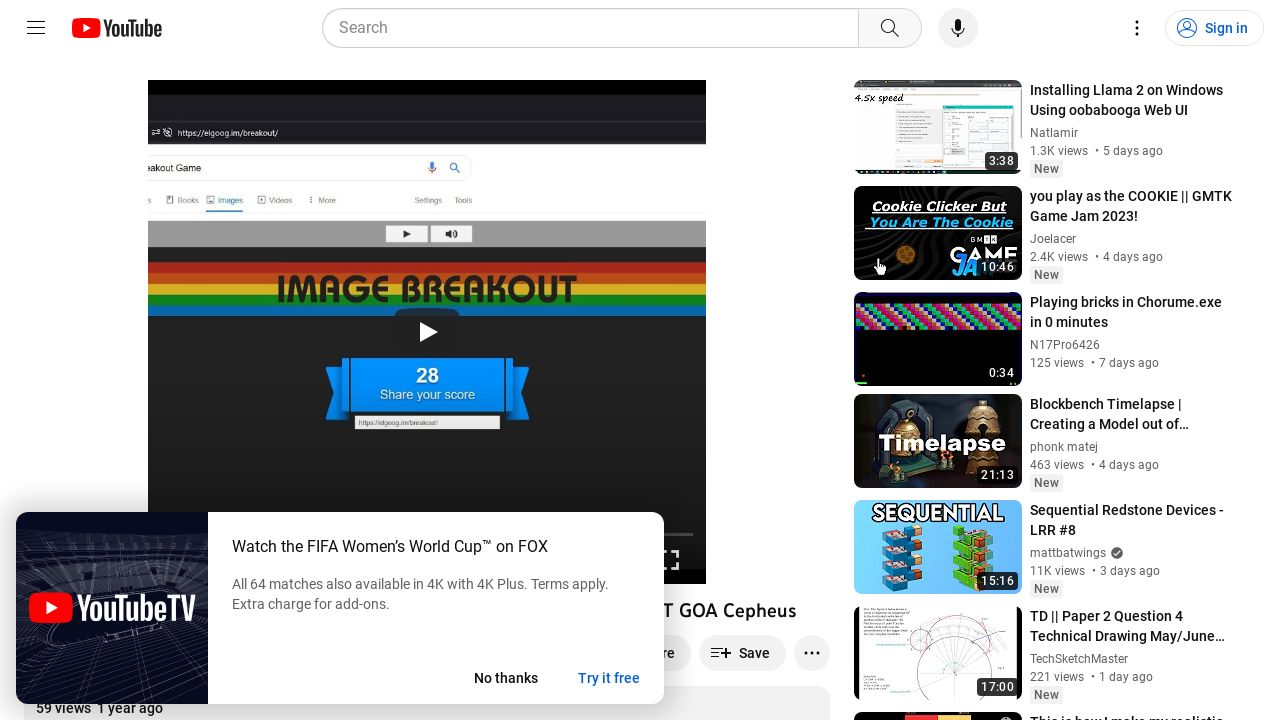 YouTube
Search
Sign in
https://elgoog.im/breakout/
eakout Game
Books
Images
Videos
More
Settings
Tools
IMAGE BREAKOUT
28
Share your score
https://elgoog.im/breakout/
T GOA Cepheus
re
Save
59 views 1 year ago
YouTubeTV
Watch the FIFA Women’s World Cup™ on FOX
All 64 matches also available in 4K with 4K Plus. Terms apply.
Extra charge for add-ons.
No thanks
Try it free
4.5x speed
3:38
Installing Llama 2 on Windows
Using oobabooga Web UI
Natlamir
1.3K views • 5 days ago
New
Cookie Clicker But
You Are The Cookie
GMTK
GAME
JA
10:46
you play as the COOKIE || GMTK
Game Jam 2023!
Joelacer
2.4K views • 4 days ago
New
0:34
Playing bricks in Chorume.exe
in 0 minutes
N17Pro6426
125 views • 7 days ago
Timelapse
21:13
Blockbench Timelapse |
Creating a Model out of…
phonk matej
463 views • 4 days ago
New
SEQUENTIAL
15:16
Sequential Redstone Devices -
LRR #8
mattbatwings
11K views • 3 days ago
New
17:00
TD || Paper 2 Question 4
Technical Drawing May/June…
TechSketchMaster
221 views • 1 day ago
New
This is how I make my realistic